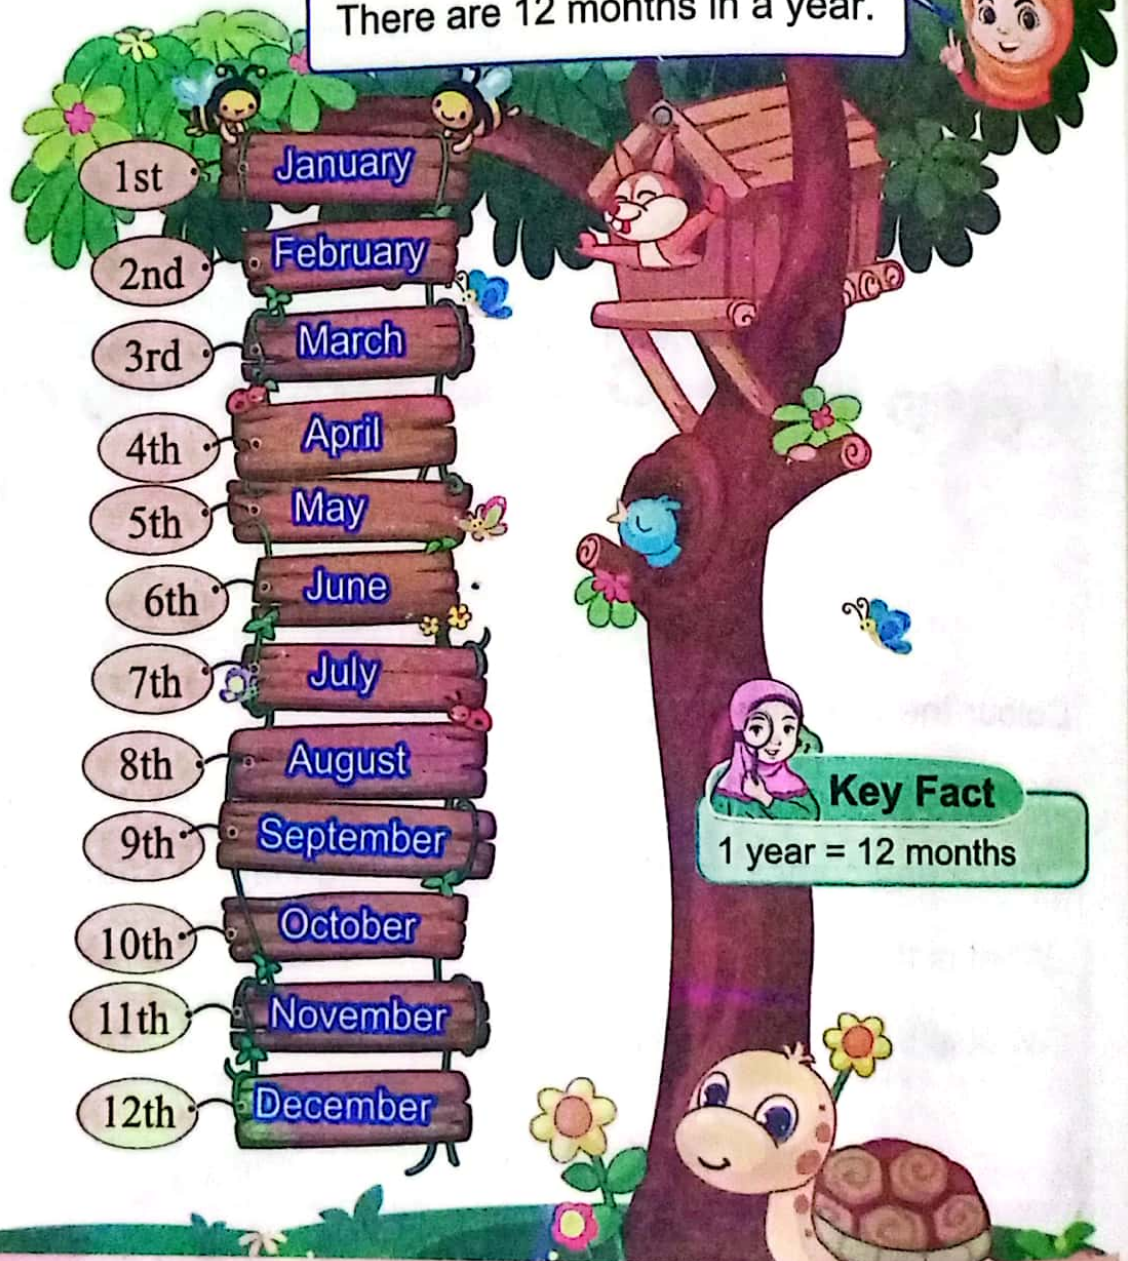 There are 12 months in a year.
1st January
2nd February
3rd March
4th April
5th May
6th June
7th July
8th August
9th September
10th October
11th November
12th December
Key Fact
1 year = 12 months